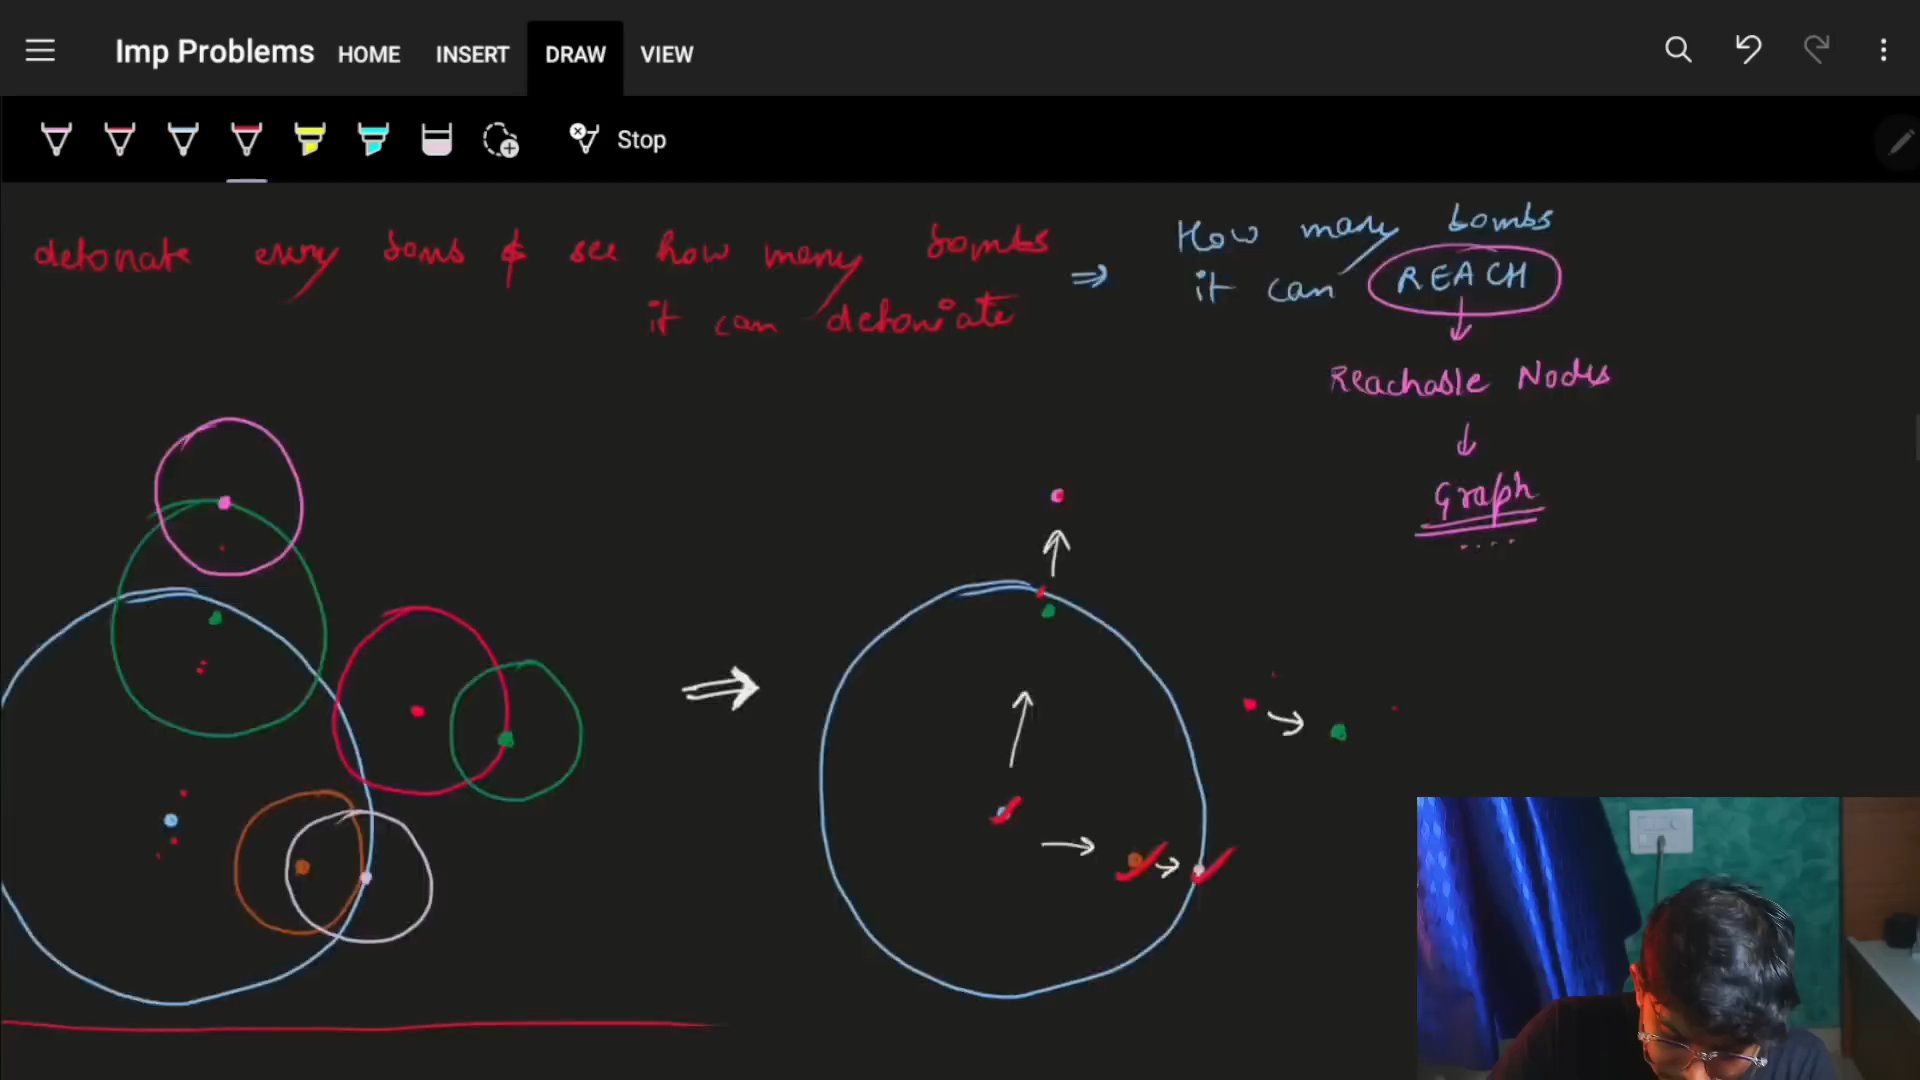 Imp Problems HOME INSERT DRAW VIEW
Stop
detonate every bomb & see how many bombs
it can detoniate
⇒ How many bombs
it can REACH
Reachable Nodes
Graph